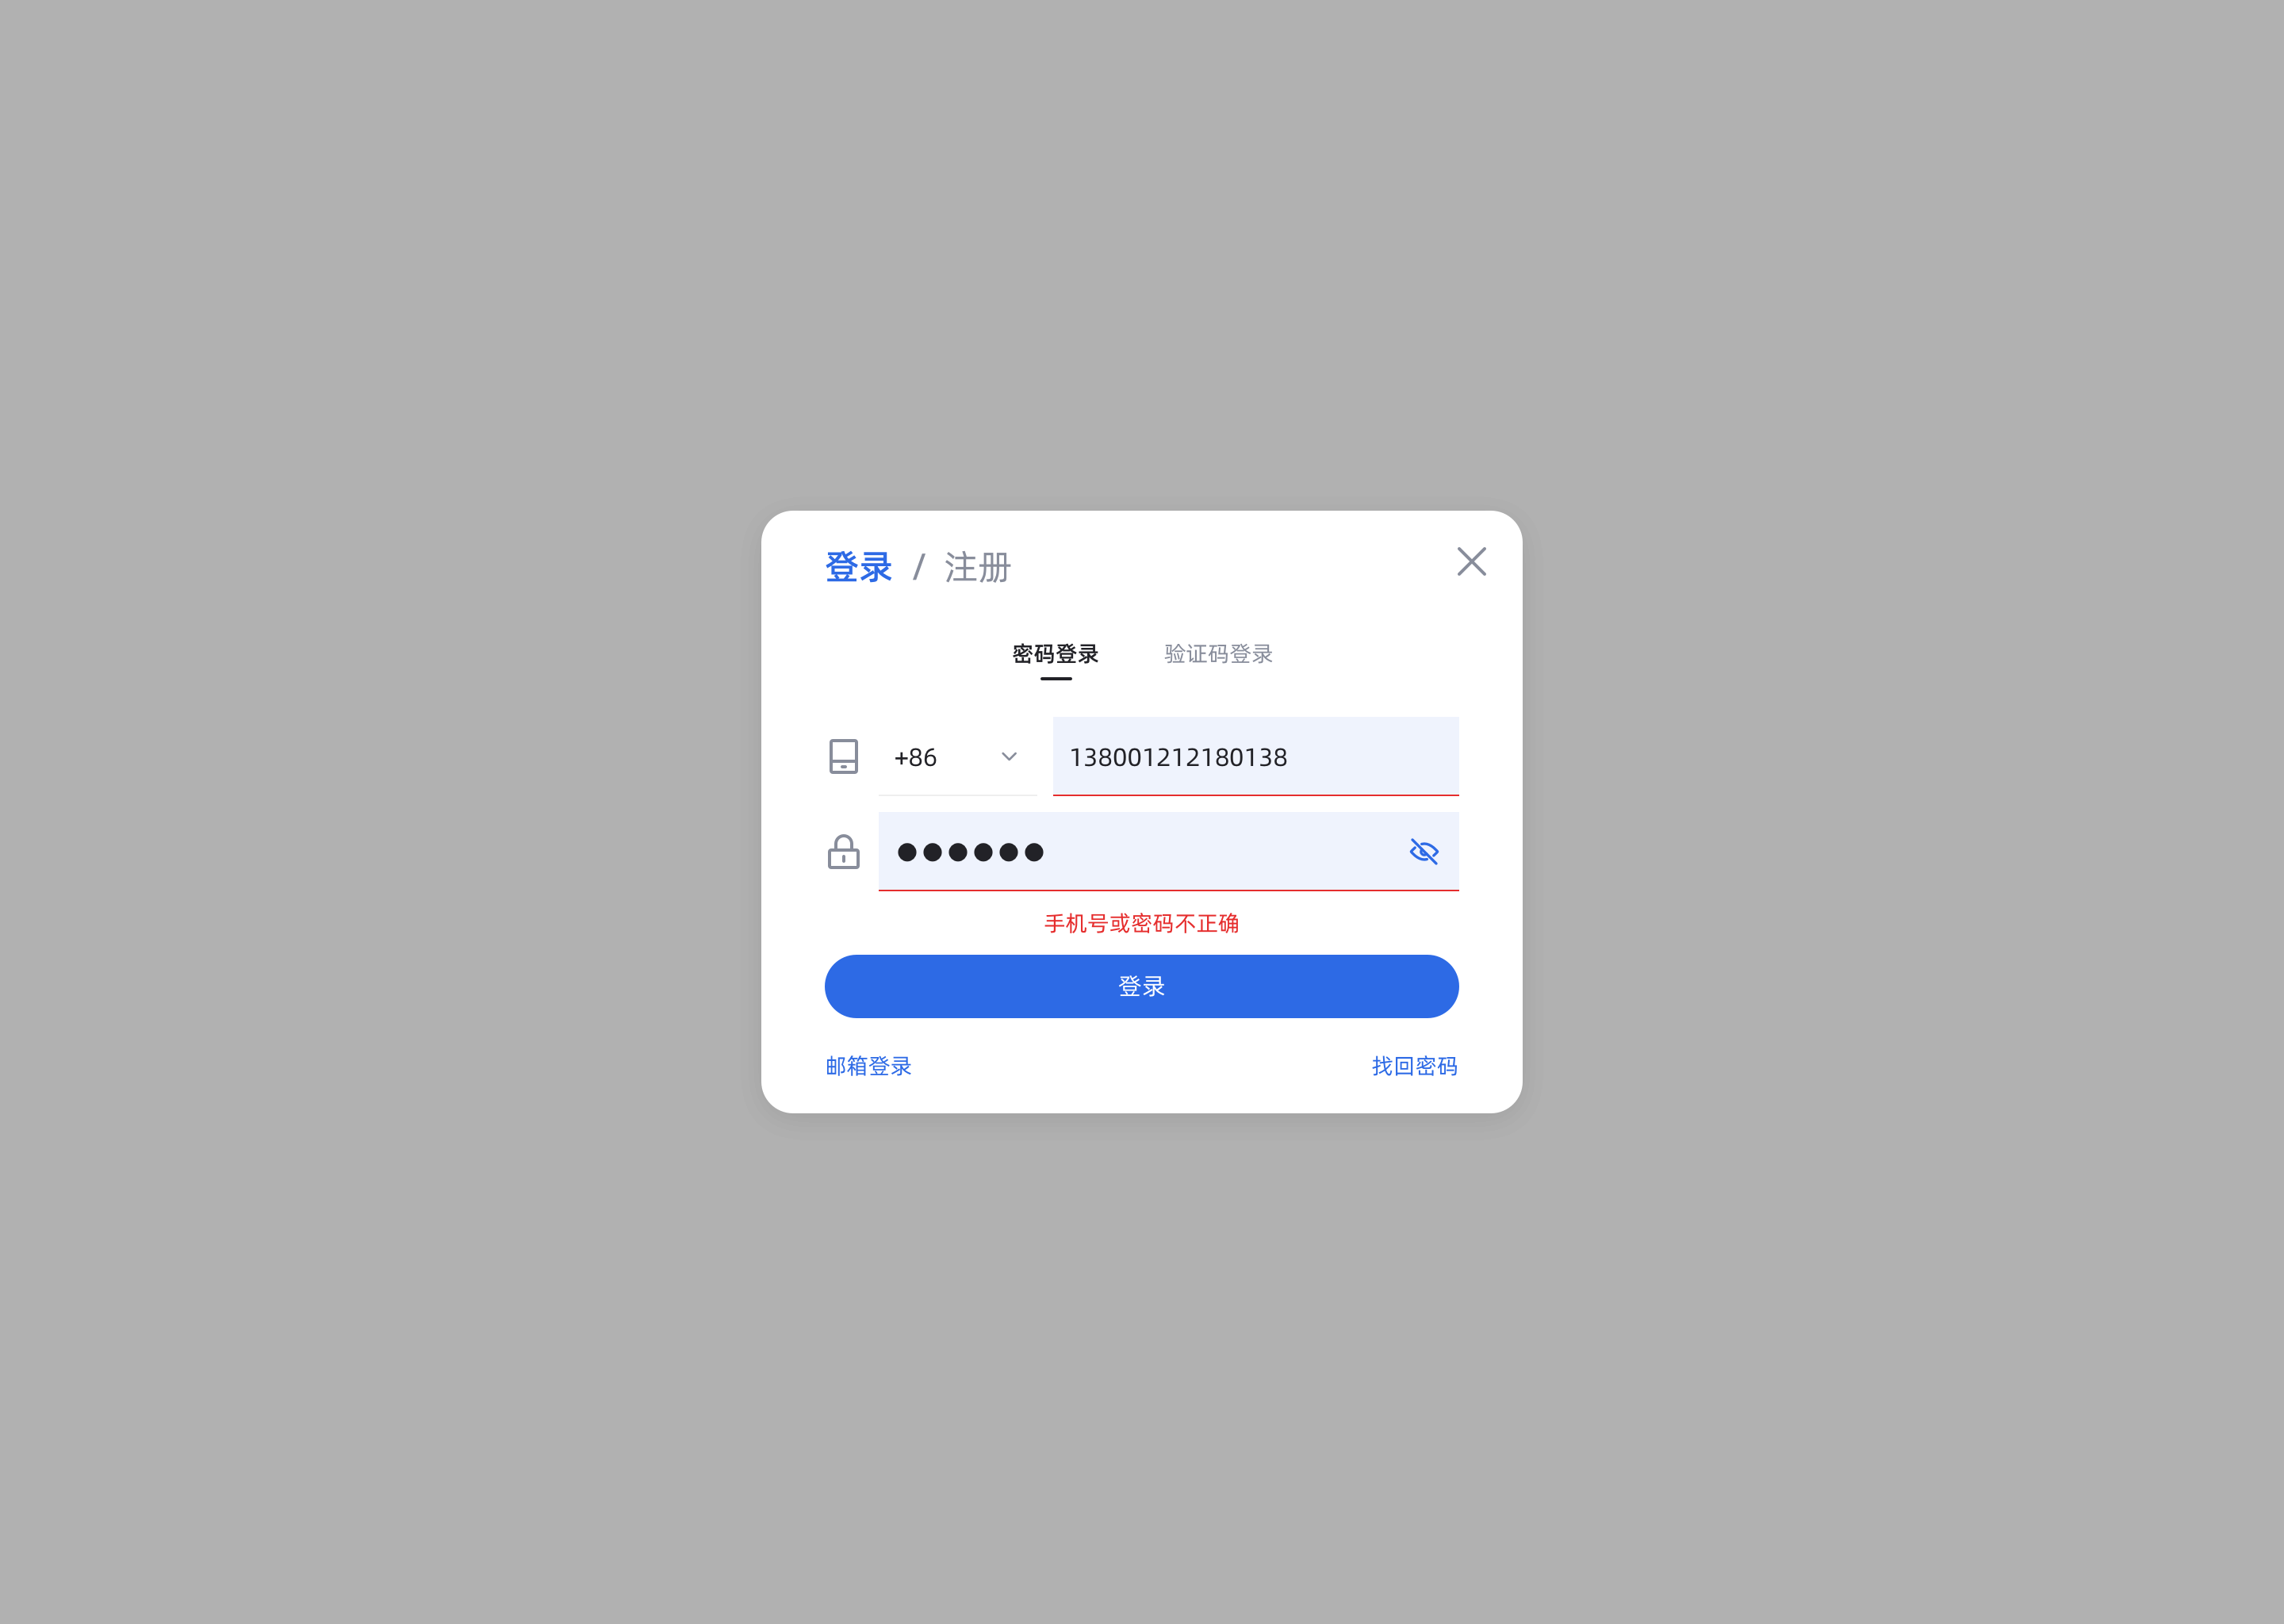 登录 / 注册
密码登录 验证码登录
+86 138001212180138
●●●●●●
手机号或密码不正确
登录
邮箱登录 找回密码